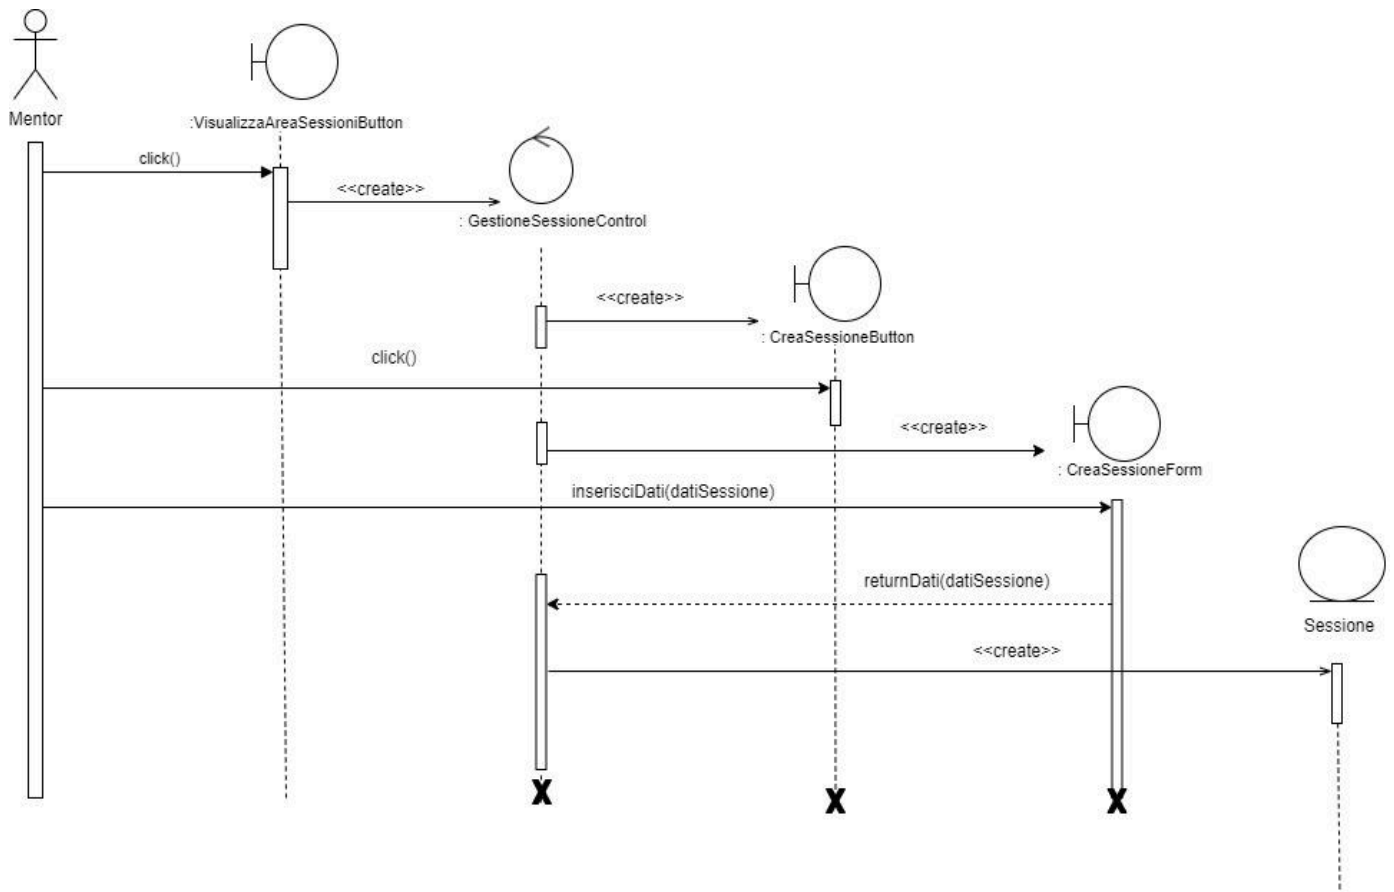 Mentor
:VisualizzaAreaSessioniButton
click()
<<create>>
: GestioneSessioneControl
<<create>>
: CreaSessioneButton
click()
<<create>>
: CreaSessioneForm
inserisciDati(datiSessione)
returnDati(datiSessione)
Sessione
<<create>>
X
X
X